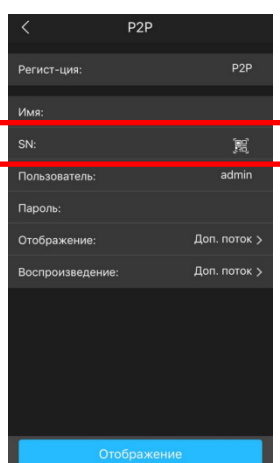 P2P
Регист-ция: P2P
Имя:
SN:
Пользователь: admin
Пароль:
Отображение: Доп. поток >
Воспроизведение: Доп. поток >
Отображение